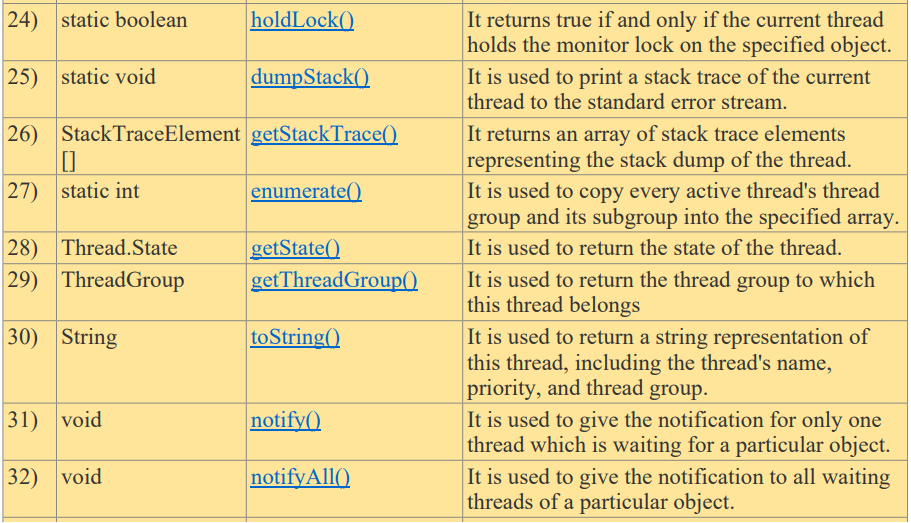 24) static boolean holdLock() It returns true if and only if the current thread
holds the monitor lock on the specified object.
25) static void dumpStack() It is used to print a stack trace of the current
thread to the standard error stream.
26) StackTraceElement getStackTrace() It returns an array of stack trace elements
[] representing the stack dump of the thread.
27) static int enumerate() It is used to copy every active thread's thread
group and its subgroup into the specified array.
28) Thread.State getState() It is used to return the state of the thread.
29) ThreadGroup getThreadGroup() It is used to return the thread group to which
this thread belongs
30) String toString() It is used to return a string representation of
this thread, including the thread's name,
priority, and thread group.
31) void notify() It is used to give the notification for only one
thread which is waiting for a particular object.
32) void notifyAll() It is used to give the notification to all waiting
threads of a particular object.